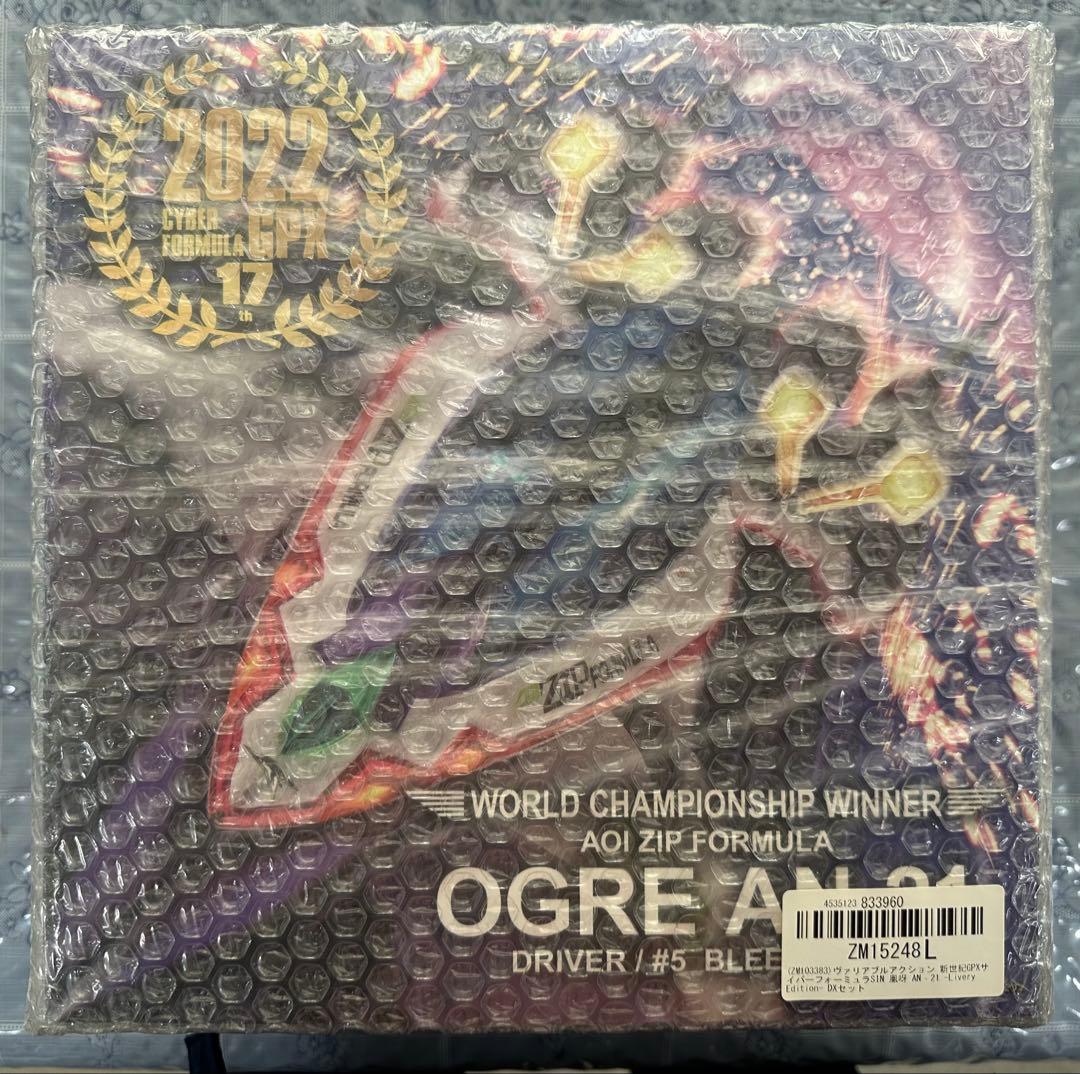 2022
CYBER
FORMULA GPX
17
th
ZIP FORMULA
WORLD CHAMPIONSHIP WINNER
AOI ZIP FORMULA
OGRE AN-21
DRIVER / #5 BLEE
4535123 833960
ZM15248L
(ZM103383)ヴァリアブルアクション 新世紀GPXサ
イバーフォーミュラSIN 凰呀 AN-21 -Livery
Edition- DXセット